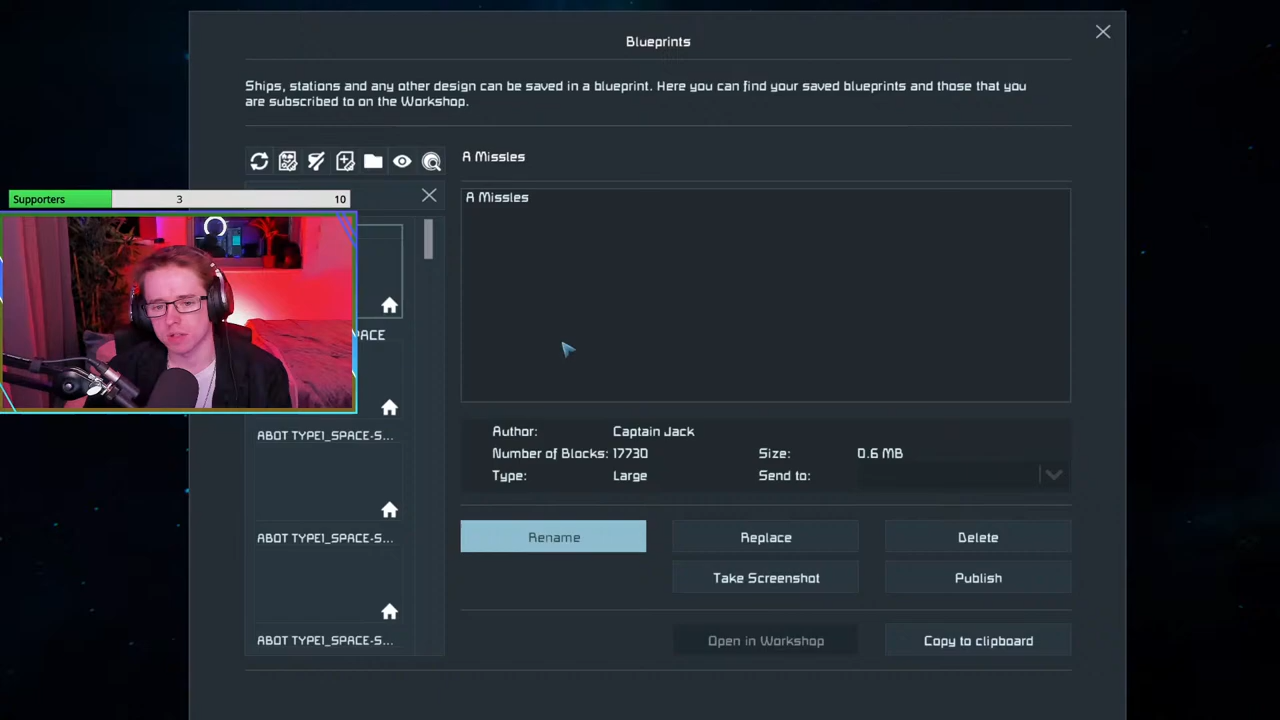 Blueprints
Ships, stations and any other design can be saved in a blueprint. Here you can find your saved blueprints and those that you
are subscribed to on the Workshop.
A Missles
Supporters 3 10
A Missles
PACE
ABOT TYPE1_SPACE-S...
ABOT TYPE1_SPACE-S...
ABOT TYPE1_SPACE-S...
Author: Captain Jack
Number of Blocks: 17730 Size: 0.6 MB
Type: Large Send to:
Rename Replace Delete
Take Screenshot Publish
Open in Workshop Copy to clipboard